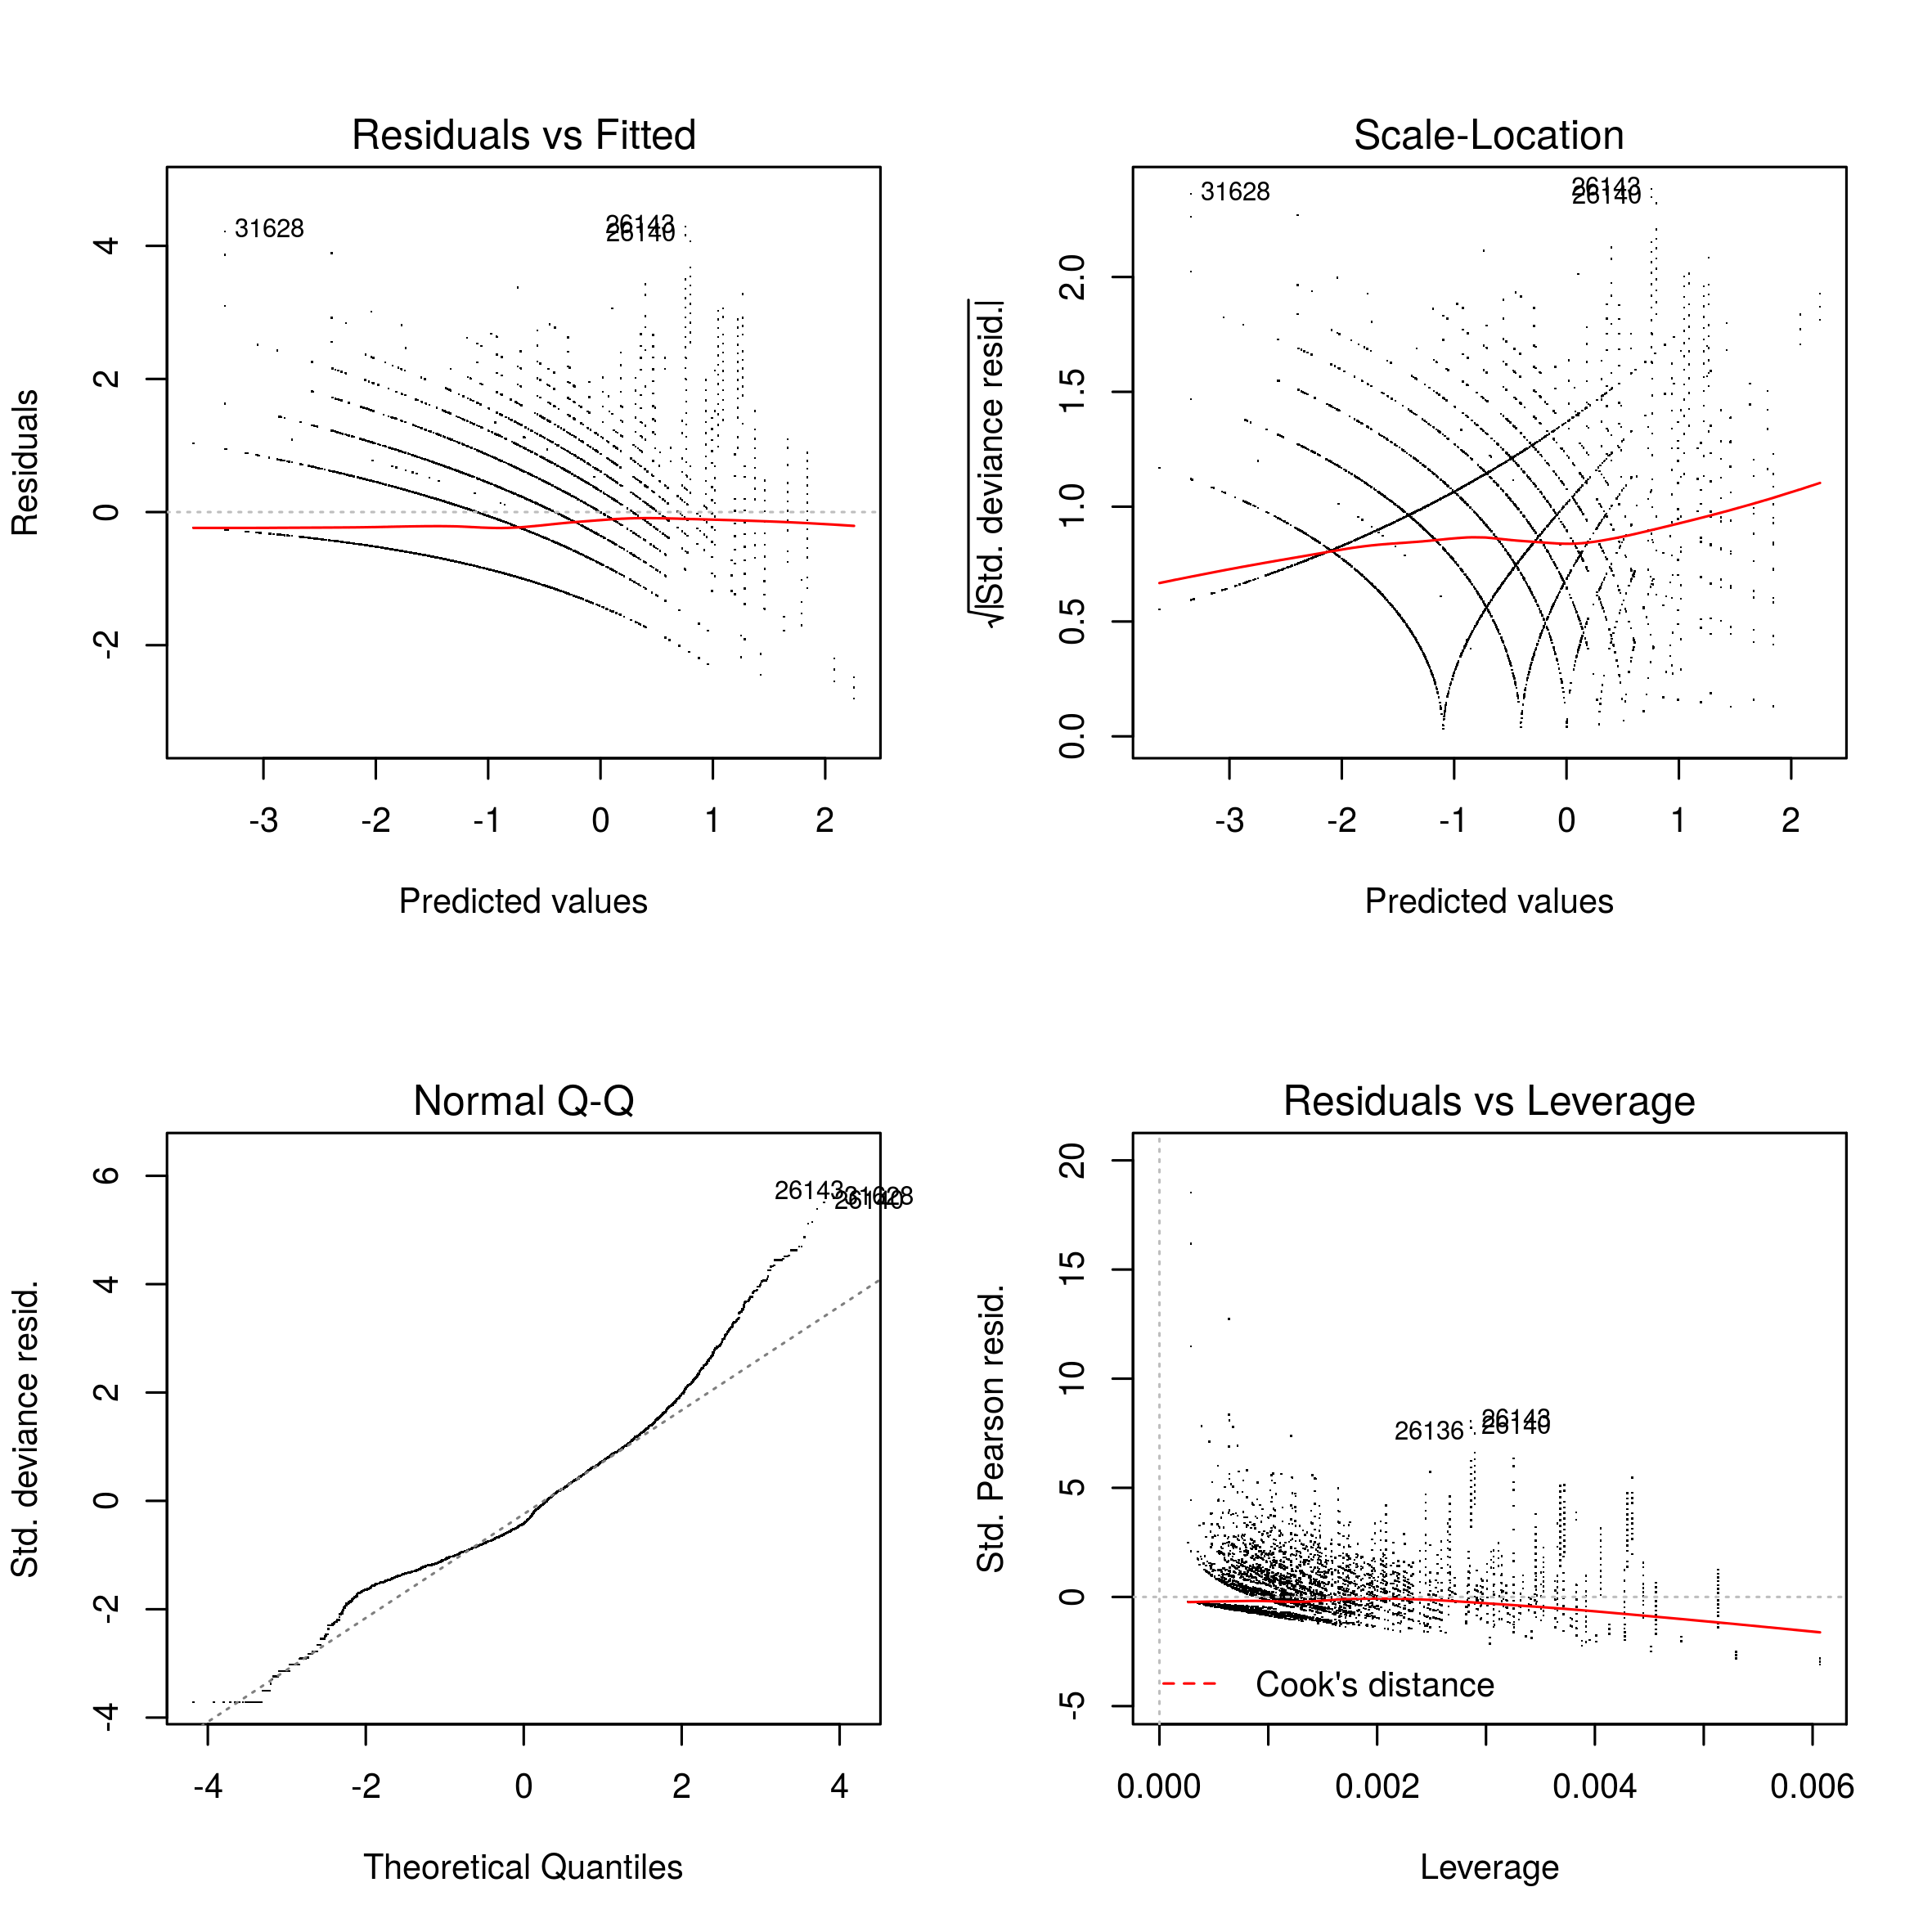 Residuals vs Fitted
Residuals
4
2
0
-2
31628
26143
26140
-3 -2 -1 0 1 2
Predicted values
Scale-Location
√|Std. deviance resid.|
2.0
1.5
1.0
0.5
0.0
31628
26143
26140
-3 -2 -1 0 1 2
Predicted values
Normal Q-Q
Std. deviance resid.
6
4
2
0
-2
-4
26143
31628
26140
-4 -2 0 2 4
Theoretical Quantiles
Residuals vs Leverage
Std. Pearson resid.
20
15
10
5
0
-5
26136
26143
26140
Cook's distance
0.000 0.002 0.004 0.006
Leverage